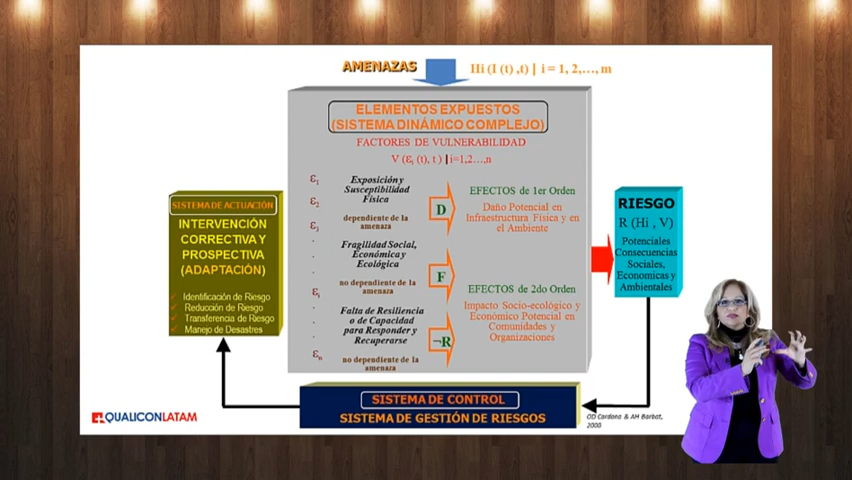 AMENAZAS
Hi (I (t) ,t) | i = 1, 2,…, m
ELEMENTOS EXPUESTOS
(SISTEMA DINÁMICO COMPLEJO)
FACTORES DE VULNERABILIDAD
V (εi (t), t ) | i=1,2...,n
ε1
Exposición y
Susceptibilidad
Física
ε2
dependiente de la
amenaza
D
EFECTOS de 1er Orden
Daño Potencial en
Infraestructura Física y en
el Ambiente
Fragilidad Social,
Económica y
Ecológica
no dependiente de la
amenaza
F
EFECTOS de 2do Orden
Impacto Socio-ecológico y
Económico Potencial en
Comunidades y
Organizaciones
Falta de Resiliencia
o de Capacidad
para Responder y
Recuperarse
no dependiente de la
amenaza
¬R
εn
SISTEMA DE ACTUACIÓN
INTERVENCIÓN
CORRECTIVA Y
PROSPECTIVA
(ADAPTACIÓN)
Identificación de Riesgo
Reducción de Riesgo
Transferencia de Riesgo
Manejo de Desastres
RIESGO
R (Hi , V)
Potenciales
Consecuencias
Sociales,
Economicas y
Ambientales
SISTEMA DE CONTROL
SISTEMA DE GESTIÓN DE RIESGOS
OD Cardona & AH Barbat,
2000
QUALICONLATAM